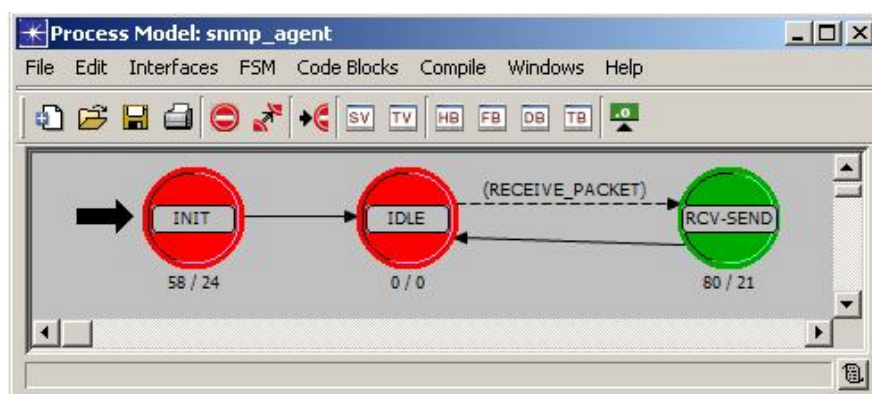 Process Model: snmp_agent
File Edit Interfaces FSM Code Blocks Compile Windows Help
SV TV HB FB DB TB .0
(RECEIVE_PACKET)
INIT IDLE RCV-SEND
58 / 24 0 / 0 80 / 21